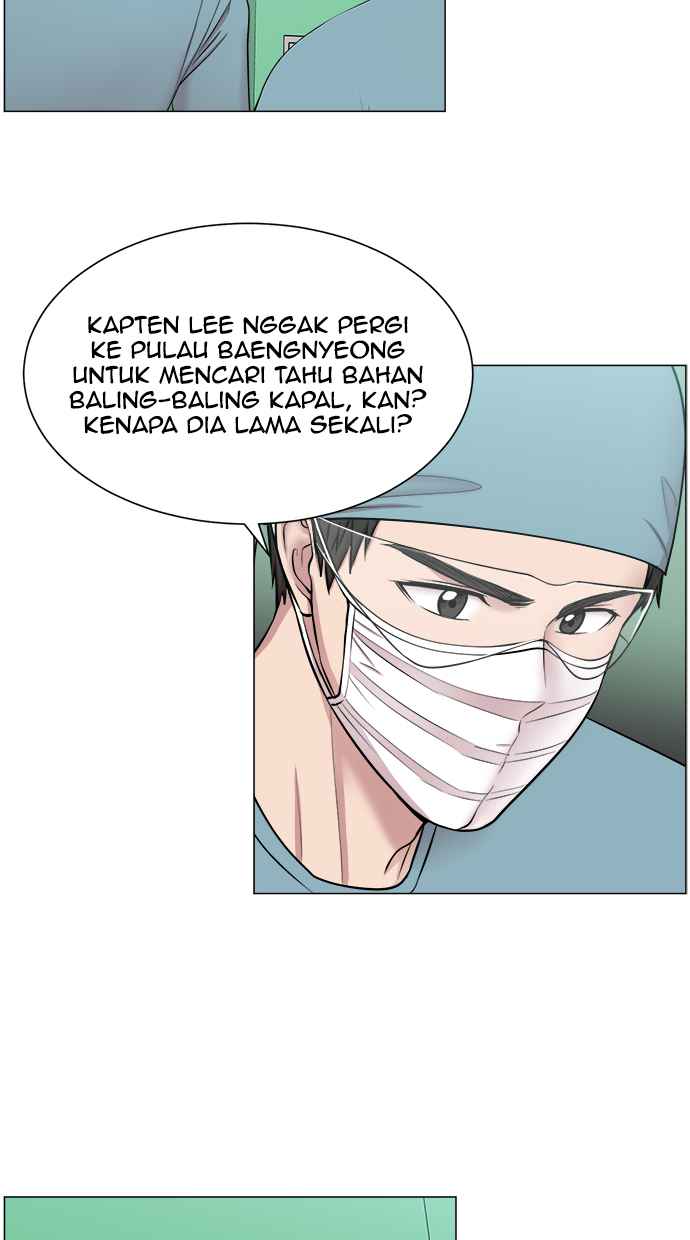 KAPTEN LEE NGGAK PERGI
KE PULAU BAENGNYEONG
UNTUK MENCARI TAHU BAHAN
BALING-BALING KAPAL, KAN?
KENAPA DIA LAMA SEKALI?